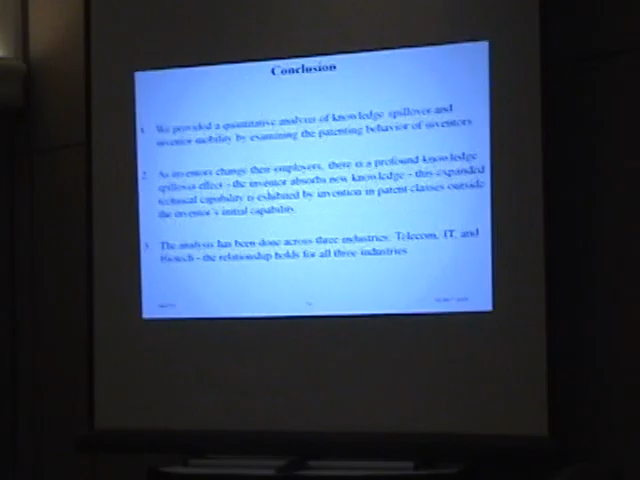 Conclusion
1. We provided a quantitative analysis of knowledge spillover and
inventor mobility by examining the patenting behavior of inventors.
2. As inventors change their employers, there is a profound knowledge
spillover effect - the inventor absorbs new knowledge - this expanded
technical capability is exhibited by invention in patent-classes outside
the inventor's initial capability.
3. The analysis has been done across three industries: Telecom, IT, and
Biotech - the relationship holds for all three industries